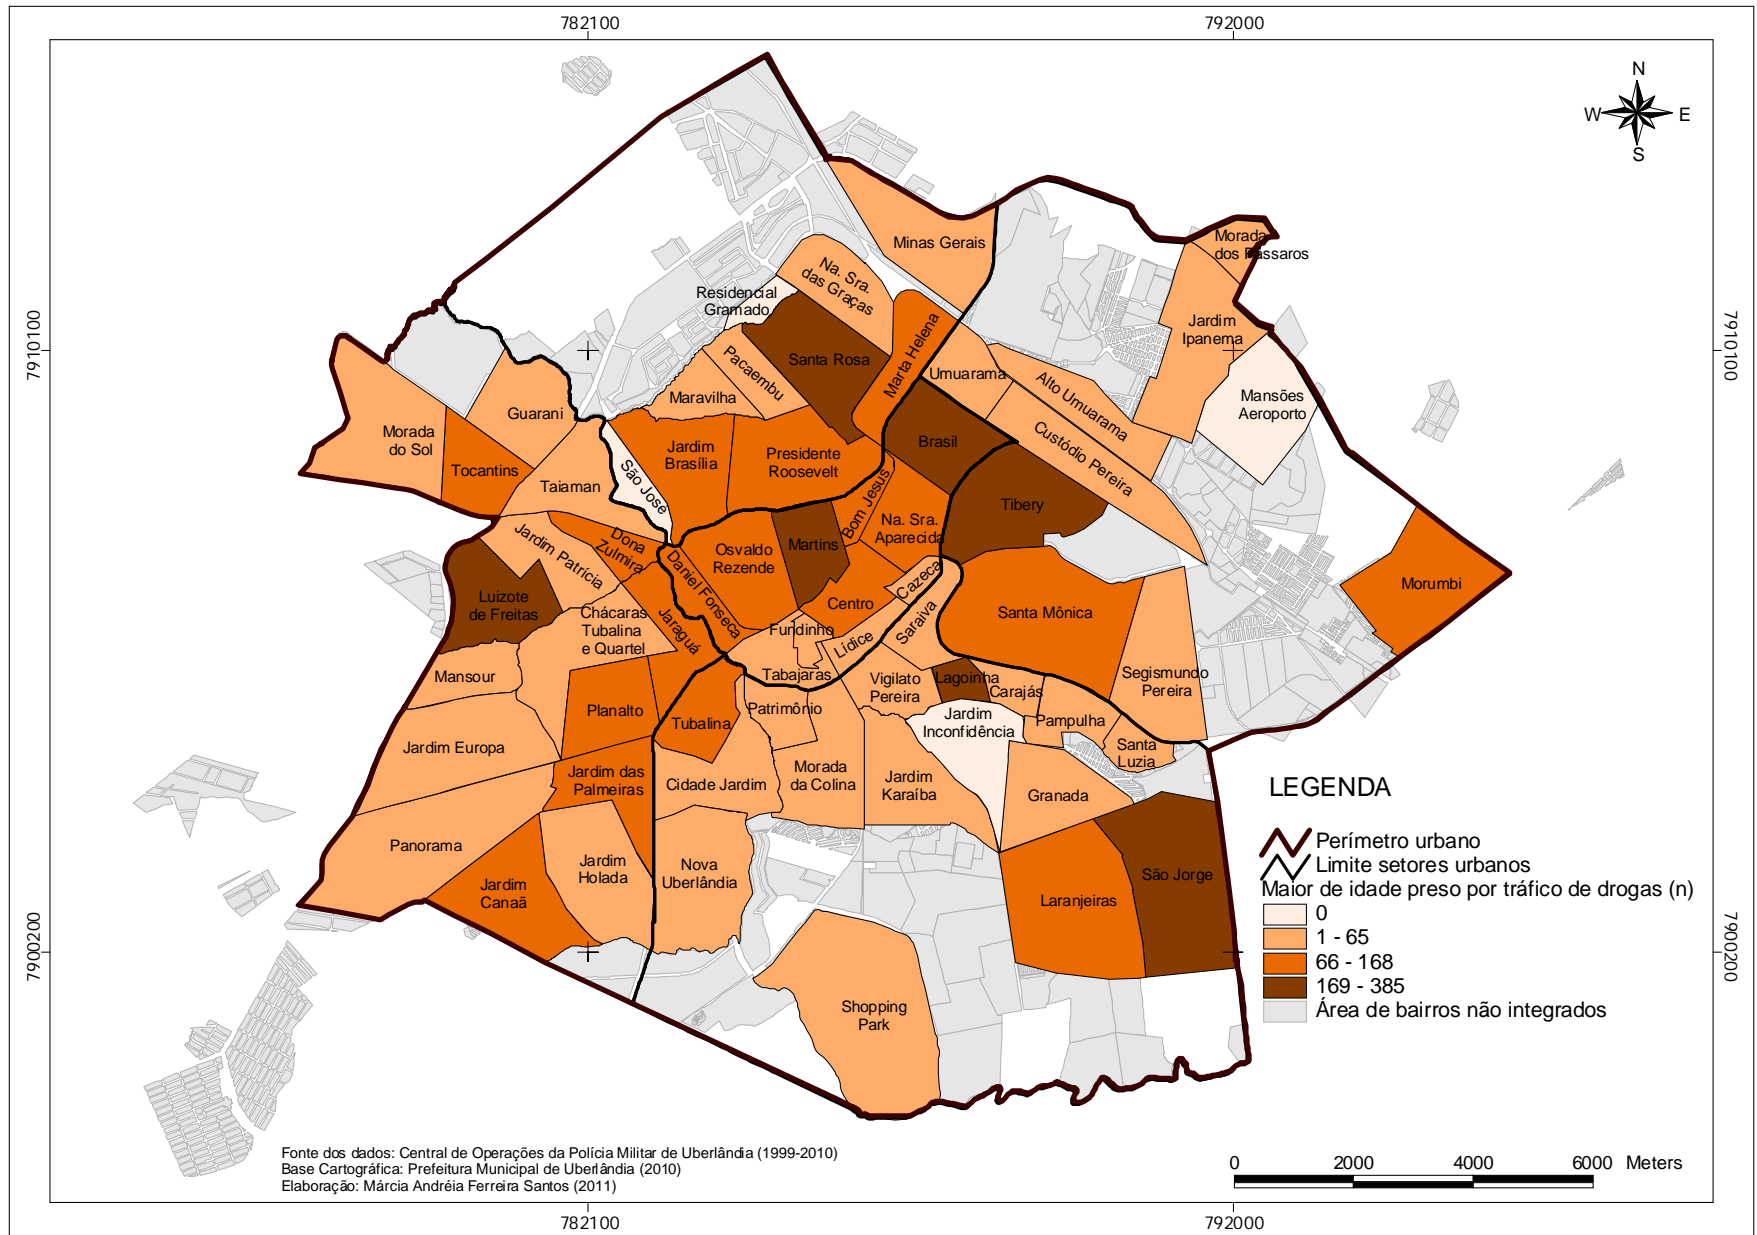 782100
792000
N
W
E
S
7910100
7910100
Minas Gerais
Morada
dos Pássaros
Na. Sra.
das Graças
Residencial
Gramado
Jardim
Ipanema
Marta Helena
Santa Rosa
Pacaembu
Umuarama
Alto Umuarama
Mansões
Aeroporto
Maravilha
Guarani
Morada
do Sol
Tocantins
Taiaman
São José
Jardim
Brasília
Presidente
Roosevelt
Brasil
Custódio Pereira
Bom Jesus
Tibery
Na. Sra.
Aparecida
Martins
Osvaldo
Rezende
Dona
Zulmira
Jardim Patrícia
Daniel Fonseca
Luizote
de Freitas
Chácaras
Tubalina
e Quartel
Jaraguá
Centro
Cazeca
Morumbi
Santa Mônica
Fundinho
Lídice
Saraiva
Tabajaras
Mansour
Vigilato
Pereira
Lagoinha
Carajás
Segismundo
Pereira
Planalto
Tubalina
Patrimônio
Jardim
Inconfidência
Pampulha
Jardim Europa
Santa
Luzia
Jardim das
Palmeiras
Cidade Jardim
Morada
da Colina
Jardim
Karaíba
Granada
Panorama
Jardim
Holada
Nova
Uberlândia
Jardim
Canaã
Laranjeiras
São Jorge
Shopping
Park
LEGENDA
Perímetro urbano
Limite setores urbanos
Maior de idade preso por tráfico de drogas (n)
0
1 - 65
66 - 168
169 - 385
Área de bairros não integrados
7900200
7900200
Fonte dos dados: Central de Operações da Polícia Militar de Uberlândia (1999-2010)
Base Cartográfica: Prefeitura Municipal de Uberlândia (2010)
Elaboração: Márcia Andréia Ferreira Santos (2011)
0 2000 4000 6000 Meters
782100
792000